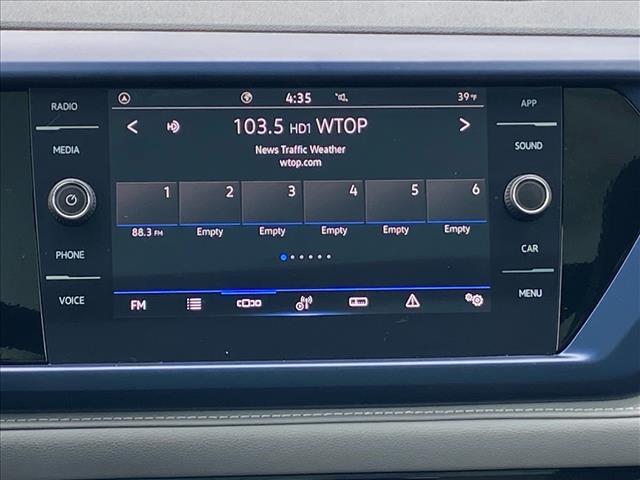 RADIO
MEDIA
PHONE
VOICE
4:35
39 °F
103.5 HD1 WTOP
News Traffic Weather
wtop.com
1 2 3 4 5 6
88.3 FM Empty Empty Empty Empty Empty
FM
APP
SOUND
CAR
MENU